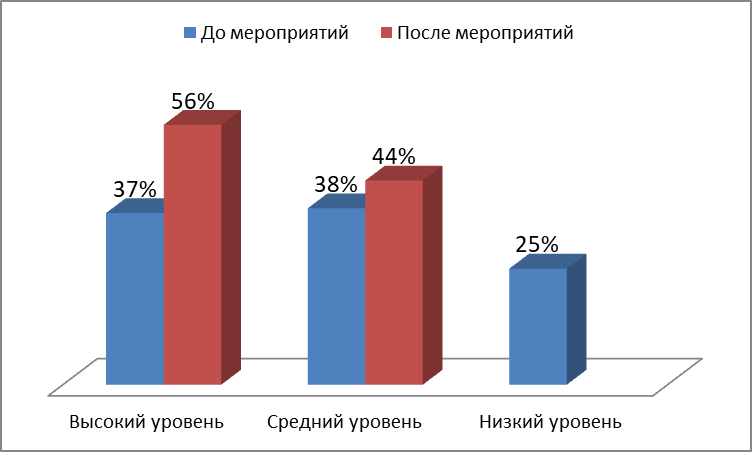 До мероприятий После мероприятий
56%
37%
38%
44%
25%
Высокий уровень Средний уровень Низкий уровень